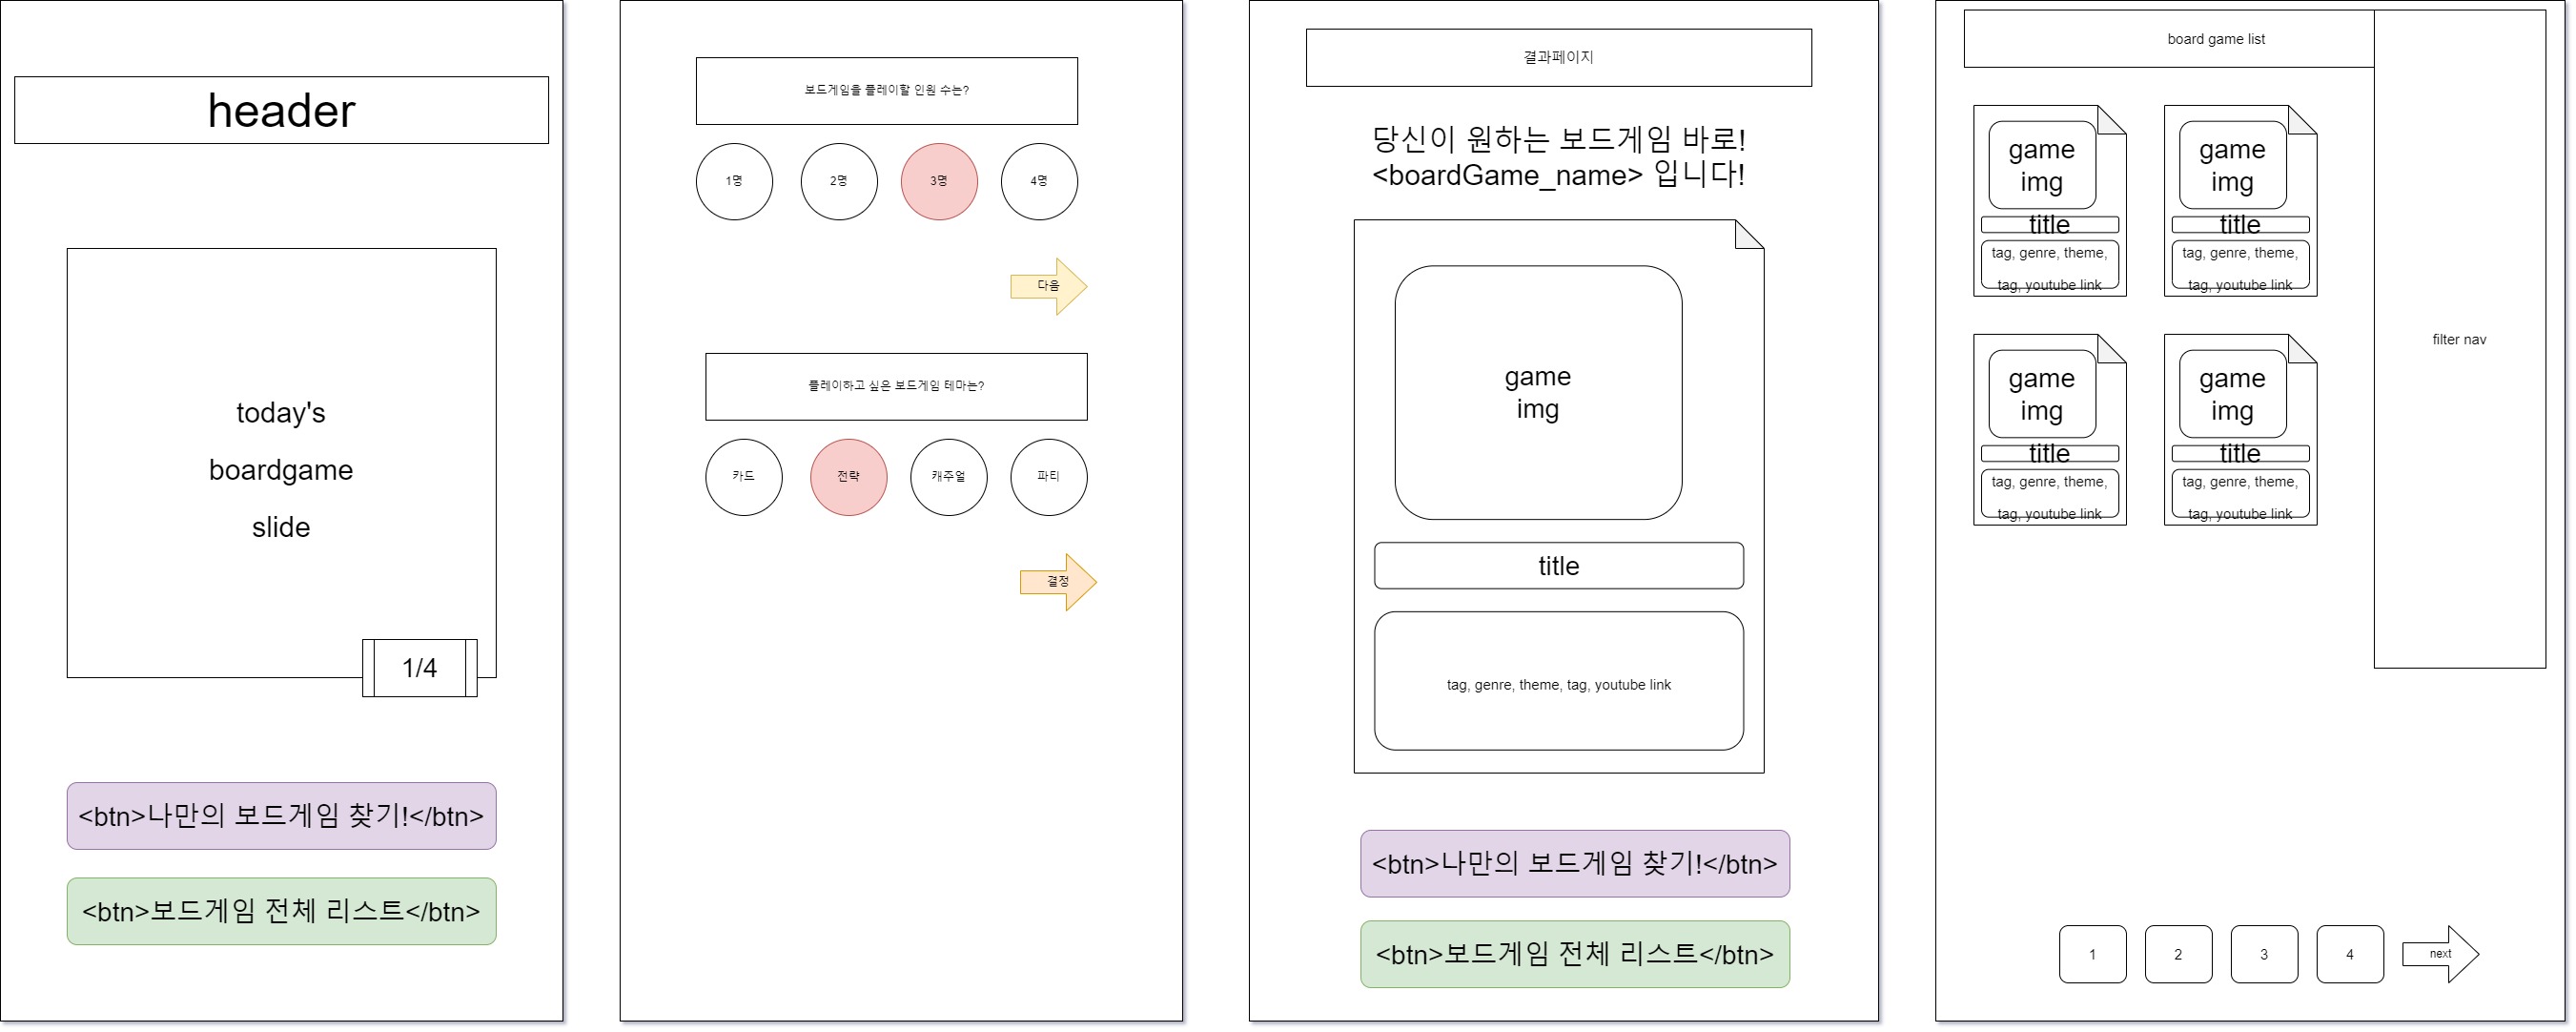 header
today's
boardgame
slide
1/4
<btn>나만의 보드게임 찾기!</btn>
<btn>보드게임 전체 리스트</btn>
보드게임을 플레이할 인원 수는?
1명
2명
3명
4명
다음
플레이하고 싶은 보드게임 테마는?
카드
전략
캐주얼
파티
결정
결과페이지
당신이 원하는 보드게임 바로!
<boardGame_name> 입니다!
game
img
title
tag, genre, theme, tag, youtube link
<btn>나만의 보드게임 찾기!</btn>
<btn>보드게임 전체 리스트</btn>
board game list
filter nav
game
img
title
tag, genre, theme,
tag, youtube link
game
img
title
tag, genre, theme,
tag, youtube link
game
img
title
tag, genre, theme,
tag, youtube link
game
img
title
tag, genre, theme,
tag, youtube link
1
2
3
4
next